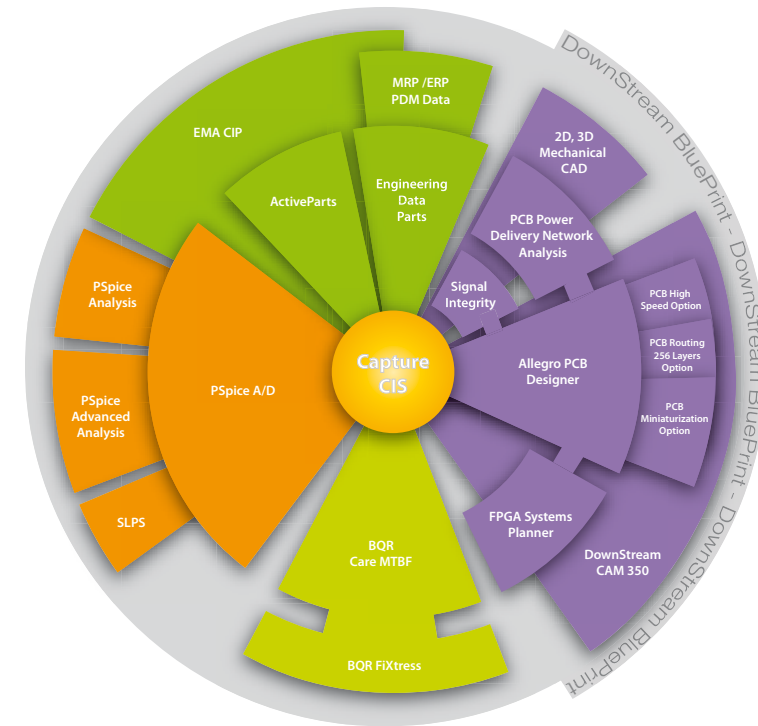 EMA CIP
MRP /ERP
PDM Data
ActiveParts
Engineering
Data
Parts
2D, 3D
Mechanical
CAD
PCB Power
Delivery Network
Analysis
Signal
Integrity
PCB High
Speed Option
PCB Routing
256 Layers
Option
PCB
Miniaturization
Option
Allegro PCB
Designer
Capture
CIS
PSpice
Analysis
PSpice A/D
PSpice
Advanced
Analysis
SLPS
FPGA Systems
Planner
DownStream
CAM 350
BQR
Care MTBF
BQR FiXtress
DownStream BluePrint - DownStream BluePrint - DownStream BluePrint